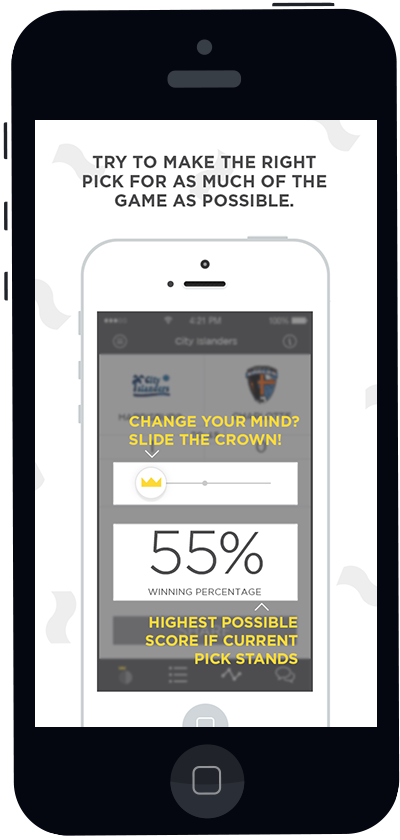 TRY TO MAKE THE RIGHT
PICK FOR AS MUCH OF THE
GAME AS POSSIBLE.
4:21 PM 100%
City Islanders
City
Islanders
CHANGE YOUR MIND?
SLIDE THE CROWN!
55%
WINNING PERCENTAGE
HIGHEST POSSIBLE
SCORE IF CURRENT
PICK STANDS